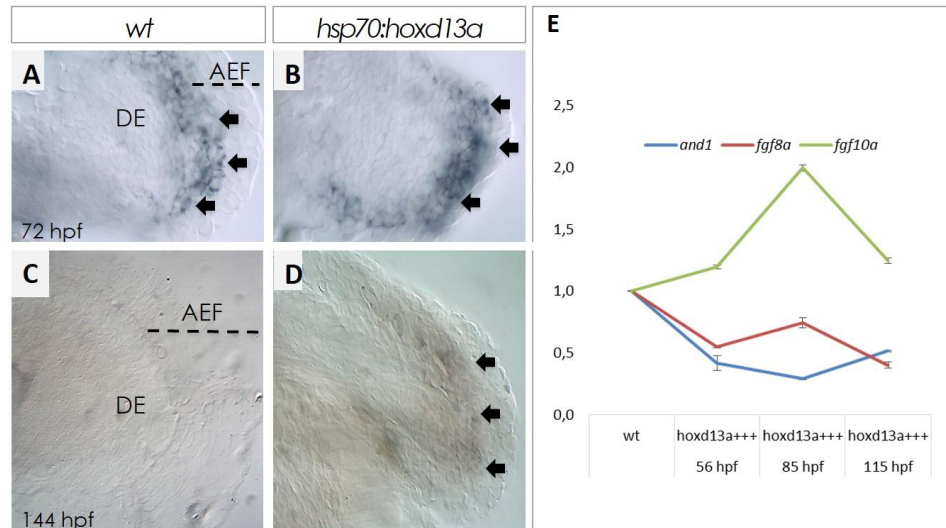 wt
hsp70:hoxd13a
E
A
AEF
DE
72 hpf
B
C
AEF
DE
144 hpf
D
2,5
2,0
1,5
1,0
0,5
0,0
and1 fgf8a fgf10a
wt hoxd13a+++ hoxd13a+++ hoxd13a+++
56 hpf 85 hpf 115 hpf